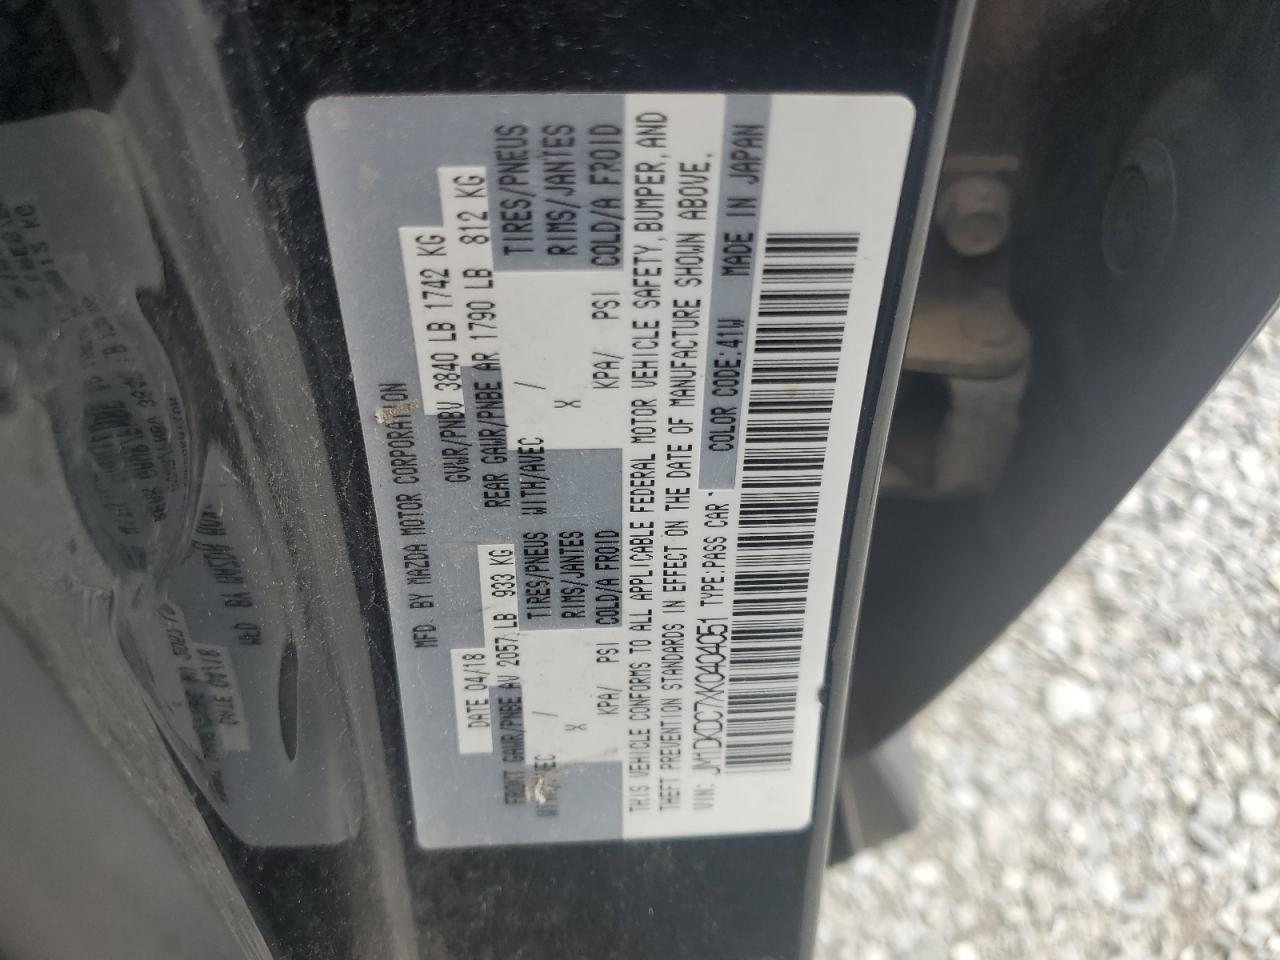 MFD. BY MAZDA MOTOR CORPORATION
DATE 04/18 GVWR/PNBV 3840 LB 1742 KG
FRONT GAWR/PNBE AV 2057 LB 933 KG REAR GAWR/PNBE AR 1790 LB 812 KG
WITH/AVEC / TIRES/PNEUS WITH/AVEC / TIRES/PNEUS
X RIMS/JANTES X RIMS/JANTES
KPA/ PSI COLD/A FROID KPA/ PSI COLD/A FROID
THIS VEHICLE CONFORMS TO ALL APPLICABLE FEDERAL MOTOR VEHICLE SAFETY, BUMPER, AND
THEFT PREVENTION STANDARDS IN EFFECT ON THE DATE OF MANUFACTURE SHOWN ABOVE.
VIN: JM1DKDC7XK0404051 TYPE:PASS CAR COLOR CODE:41W MADE IN JAPAN